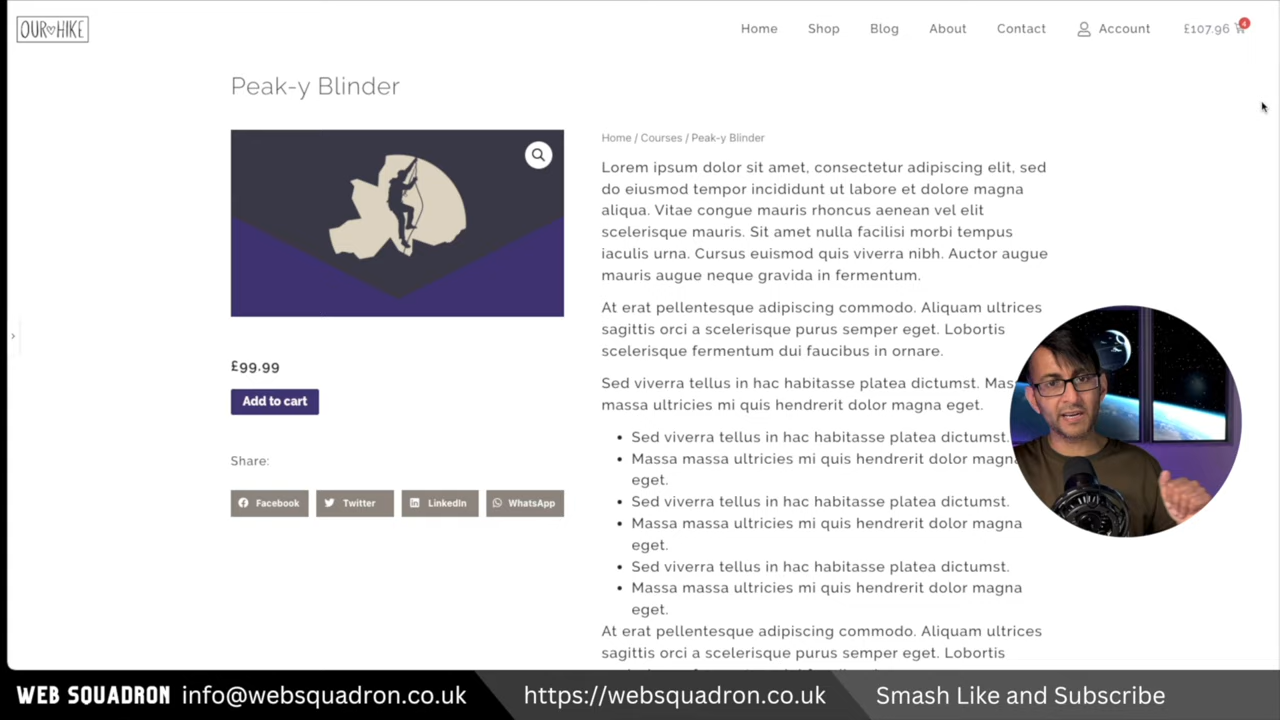 OUR HIKE
Home
Shop
Blog
About
Contact
Account
£107.96
4
Peak-y Blinder
Home / Courses / Peak-y Blinder
Lorem ipsum dolor sit amet, consectetur adipiscing elit, sed
do eiusmod tempor incididunt ut labore et dolore magna
aliqua. Vitae congue mauris rhoncus aenean vel elit
scelerisque mauris. Sit amet nulla facilisi morbi tempus
iaculis urna. Cursus euismod quis viverra nibh. Auctor augue
mauris augue neque gravida in fermentum.
At erat pellentesque adipiscing commodo. Aliquam ultrices
sagittis orci a scelerisque purus semper eget. Lobortis
scelerisque fermentum dui faucibus in ornare.
Sed viverra tellus in hac habitasse platea dictumst.
massa ultricies mi quis hendrerit dolor magna eget.
• Sed viverra tellus in hac habitasse platea dictumst.
• Massa massa ultricies mi quis hendrerit dolor magna
eget.
• Sed viverra tellus in hac habitasse platea dictumst.
• Massa massa ultricies mi quis hendrerit dolor magna
eget.
• Sed viverra tellus in hac habitasse platea dictumst.
• Massa massa ultricies mi quis hendrerit dolor magna
eget.
At erat pellentesque adipiscing commodo. Aliquam ultrices
sagittis orci a scelerisque purus semper eget. Lobortis
£99.99
Add to cart
Share:
Facebook
Twitter
LinkedIn
WhatsApp
WEB SQUADRON info@websquadron.co.uk
https://websquadron.co.uk
Smash Like and Subscribe